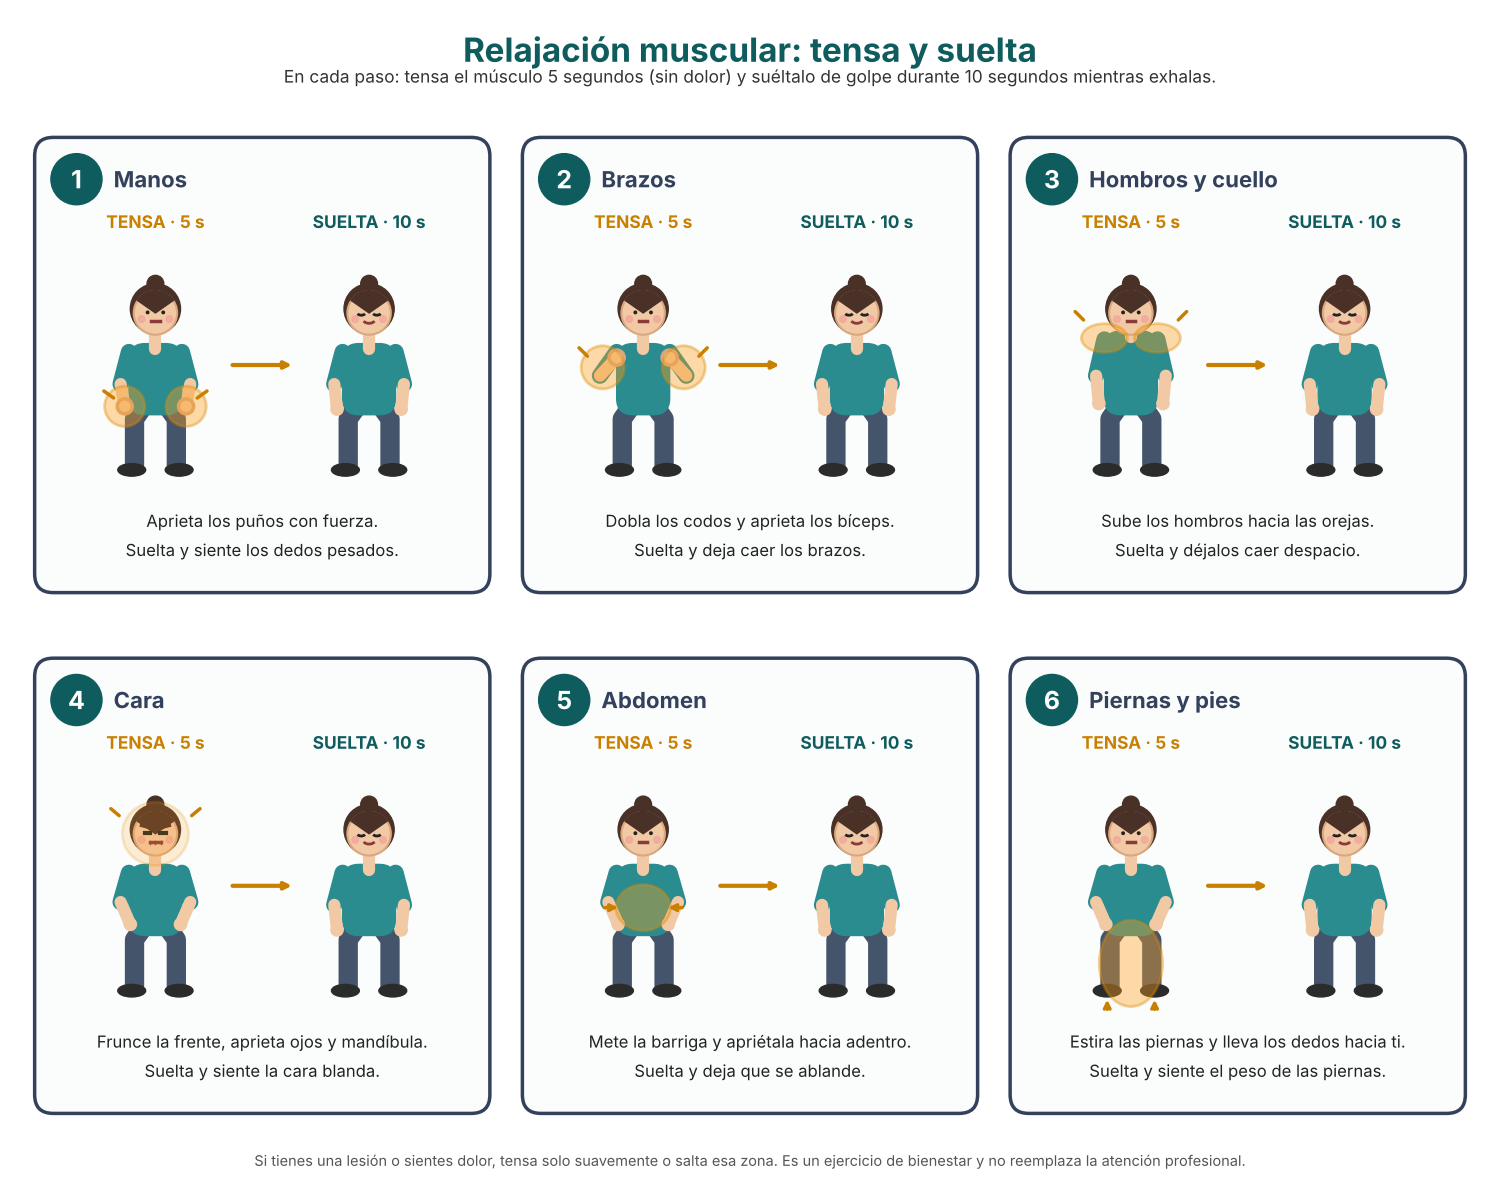 Relajación muscular: tensa y suelta
En cada paso: tensa el músculo 5 segundos (sin dolor) y suéltalo de golpe durante 10 segundos mientras exhalas.
1 Manos
TENSA · 5 s SUELTA · 10 s
Aprieta los puños con fuerza.
Suelta y siente los dedos pesados.
2 Brazos
TENSA · 5 s SUELTA · 10 s
Dobla los codos y aprieta los bíceps.
Suelta y deja caer los brazos.
3 Hombros y cuello
TENSA · 5 s SUELTA · 10 s
Sube los hombros hacia las orejas.
Suelta y déjalos caer despacio.
4 Cara
TENSA · 5 s SUELTA · 10 s
Frunce la frente, aprieta ojos y mandíbula.
Suelta y siente la cara blanda.
5 Abdomen
TENSA · 5 s SUELTA · 10 s
Mete la barriga y apriétala hacia adentro.
Suelta y deja que se ablande.
6 Piernas y pies
TENSA · 5 s SUELTA · 10 s
Estira las piernas y lleva los dedos hacia ti.
Suelta y siente el peso de las piernas.
Si tienes una lesión o sientes dolor, tensa solo suavemente o salta esa zona. Es un ejercicio de bienestar y no reemplaza la atención profesional.